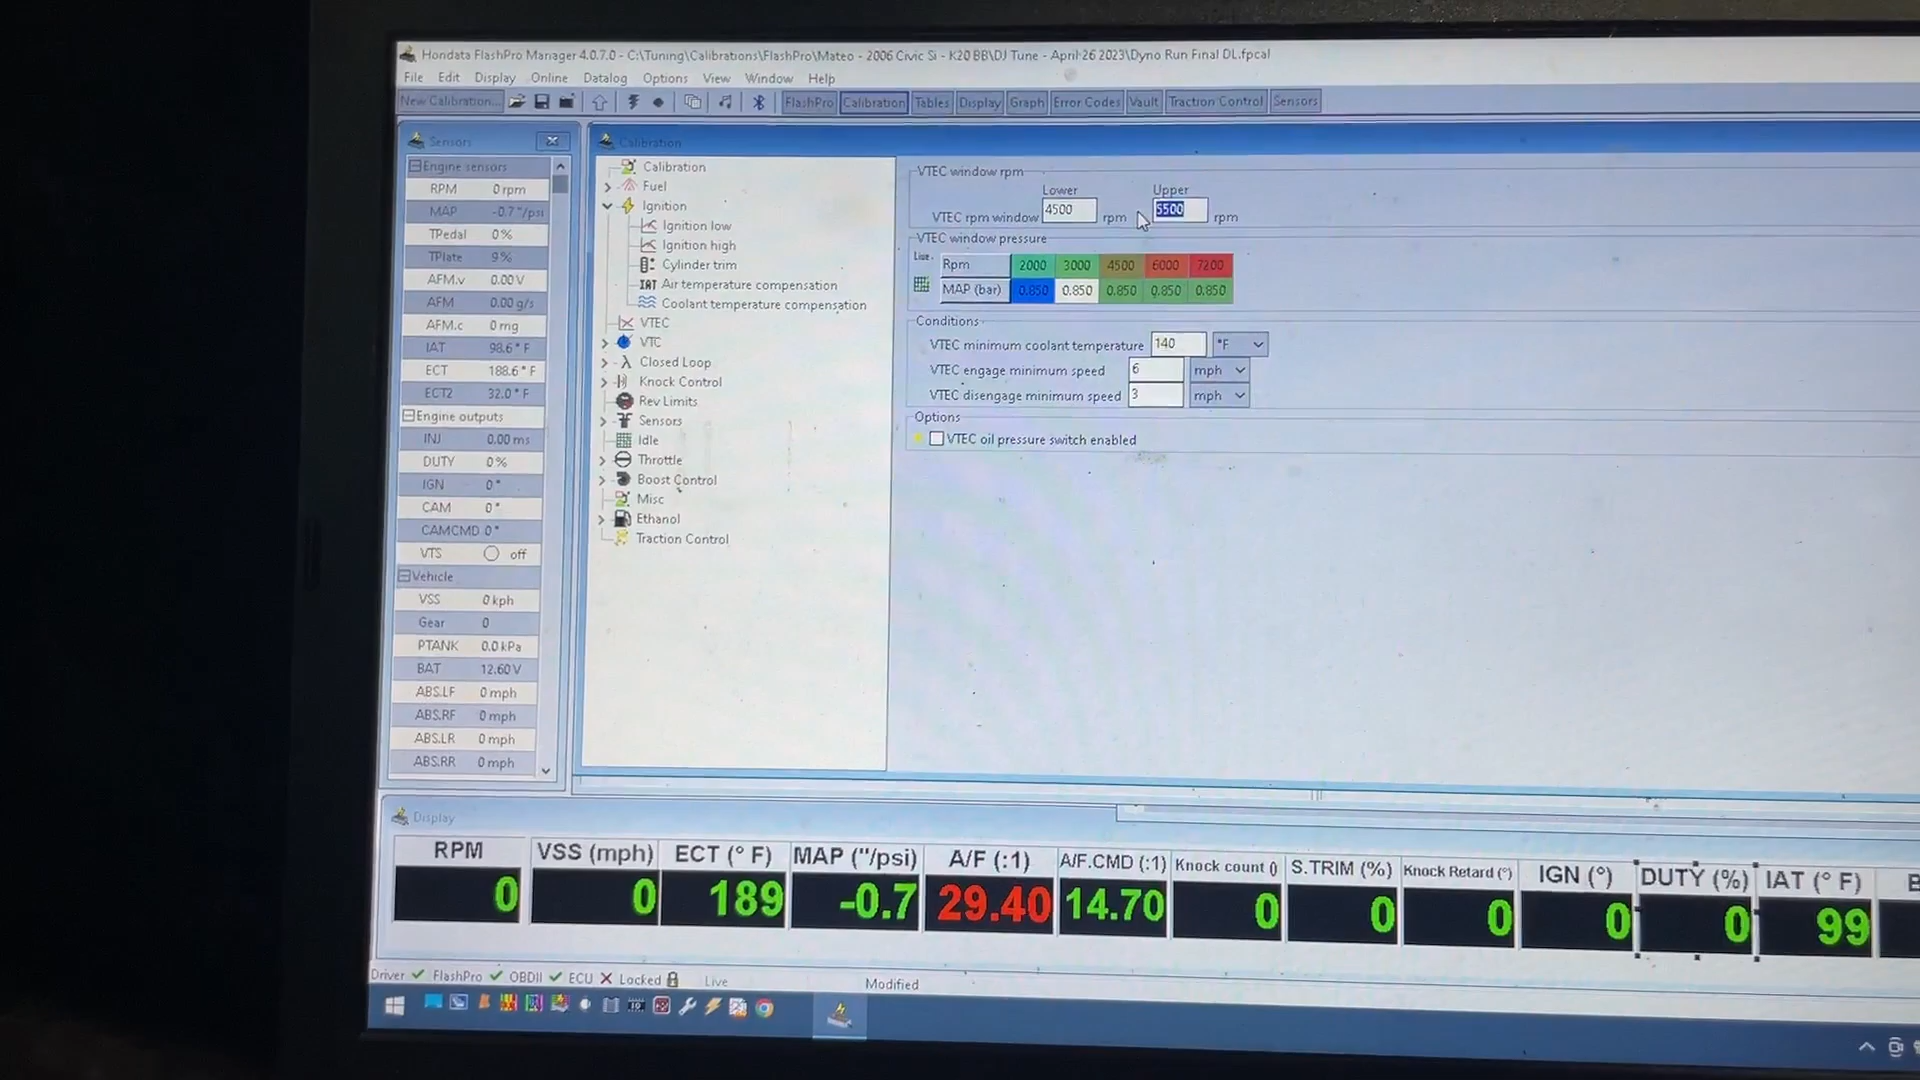 Hondata FlashPro Manager 4.0.7.0 - C:\Tuning\Calibrations\FlashPro\Mateo - 2006 Civic Si - K20 BB\DJ Tune - April 26 2023\Dyno Run Final DL.fpcal
File Edit Display Online Datalog Options View Window Help
New Calibration... FlashPro Calibration Tables Display Graph Error Codes Vault Traction Control Sensors
Sensors
Engine sensors
RPM 0 rpm
MAP -0.7 "/psi
TPedal 0%
TPlate 9%
AFM.v 0.00 V
AFM 0.00 g/s
AFM.c 0 mg
IAT 98.6° F
ECT 188.6° F
ECT2 32.0° F
Engine outputs
INJ 0.00 ms
DUTY 0%
IGN 0°
CAM 0°
CAMCMD 0°
VTS off
Vehicle
VSS 0 kph
Gear 0
PTANK 0.0 kPa
BAT 12.60 V
ABS.LF 0 mph
ABS.RF 0 mph
ABS.LR 0 mph
ABS.RR 0 mph
Calibration
Calibration
Fuel
Ignition
Ignition low
Ignition high
Cylinder trim
IAT Air temperature compensation
Coolant temperature compensation
VTEC
VTC
Closed Loop
Knock Control
Rev Limits
Sensors
Idle
Throttle
Boost Control
Misc
Ethanol
Traction Control
VTEC window rpm
Lower Upper
VTEC rpm window 4500 rpm 5500 rpm
VTEC window pressure
Rpm 2000 3000 4500 6000 7200
MAP (bar) 0.850 0.850 0.850 0.850 0.850
Conditions
VTEC minimum coolant temperature 140 °F
VTEC engage minimum speed 6 mph
VTEC disengage minimum speed 3 mph
Options
VTEC oil pressure switch enabled
Display
RPM VSS (mph) ECT (° F) MAP ("/psi) A/F (:1) A/F.CMD (:1) Knock count () S.TRIM (%) Knock Retard (°) IGN (°) DUTY (%) IAT (° F)
0 0 189 -0.7 29.40 14.70 0 0 0 0 0 99
Driver FlashPro OBDII ECU Locked Live Modified